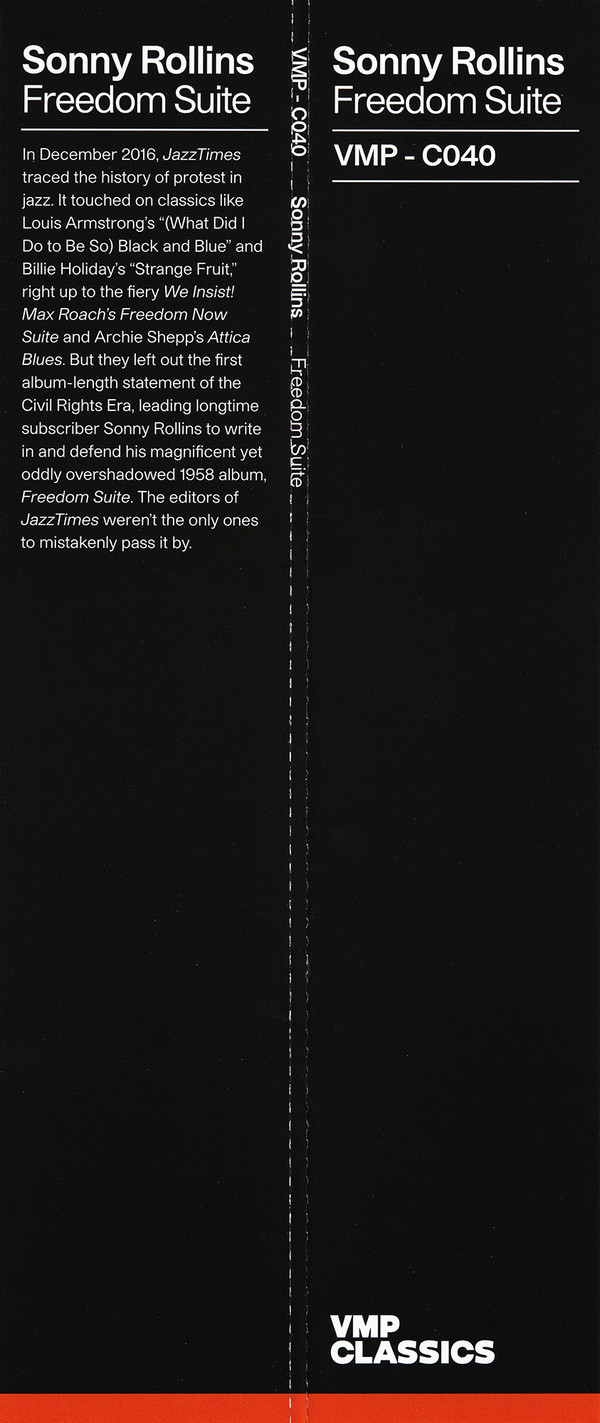 Sonny Rollins
Freedom Suite
In December 2016, JazzTimes
traced the history of protest in
jazz. It touched on classics like
Louis Armstrong’s “(What Did I
Do to Be So) Black and Blue” and
Billie Holiday’s “Strange Fruit,”
right up to the fiery We Insist!
Max Roach’s Freedom Now
Suite and Archie Shepp’s Attica
Blues. But they left out the first
album-length statement of the
Civil Rights Era, leading longtime
subscriber Sonny Rollins to write
in and defend his magnificent yet
oddly overshadowed 1958 album,
Freedom Suite. The editors of
JazzTimes weren’t the only ones
to mistakenly pass it by.
VMP - C040 Sonny Rollins Freedom Suite
Sonny Rollins
Freedom Suite
VMP - C040
VMP
CLASSICS